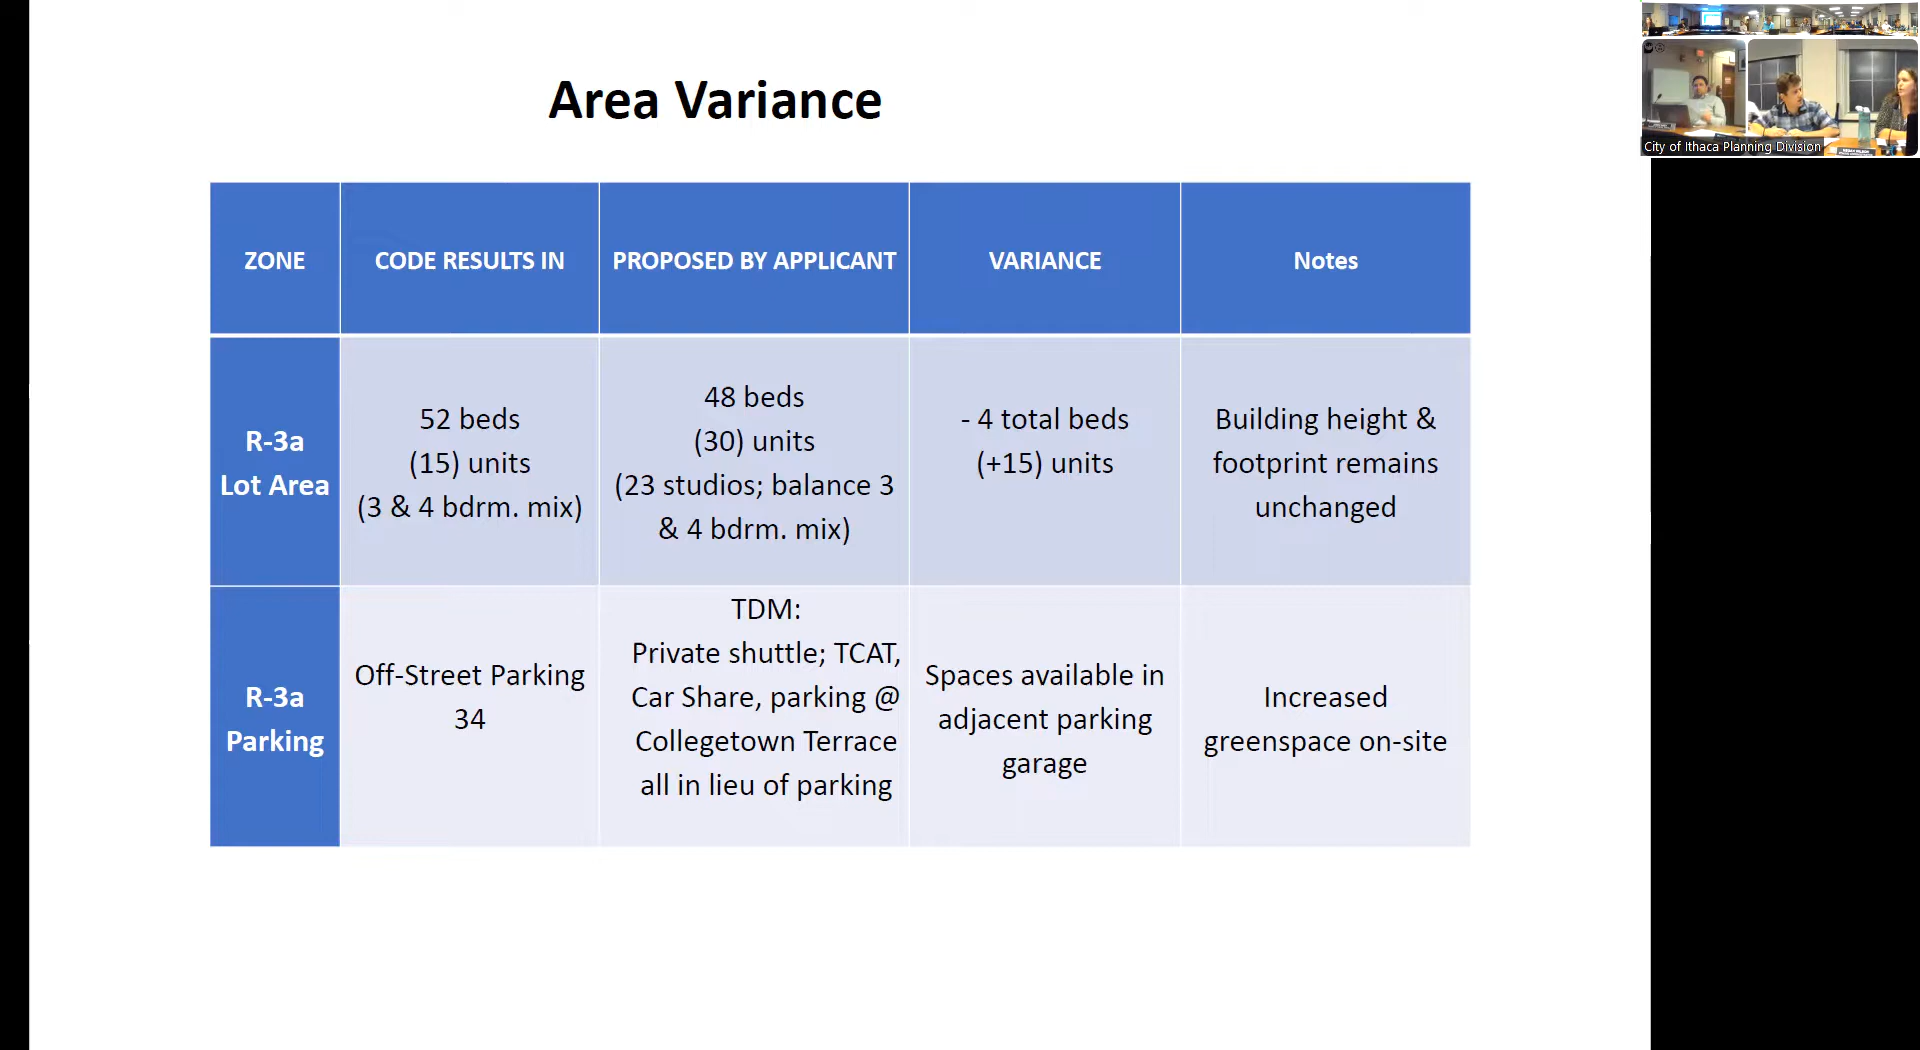 Area Variance
ZONE
CODE RESULTS IN
PROPOSED BY APPLICANT
VARIANCE
Notes
R-3a
Lot Area
52 beds
(15) units
(3 & 4 bdrm. mix)
48 beds
(30) units
(23 studios; balance 3
& 4 bdrm. mix)
- 4 total beds
(+15) units
Building height &
footprint remains
unchanged
R-3a
Parking
Off-Street Parking
34
TDM:
Private shuttle; TCAT,
Car Share, parking @
Collegetown Terrace
all in lieu of parking
Spaces available in
adjacent parking
garage
Increased
greenspace on-site
City of Ithaca Planning Division